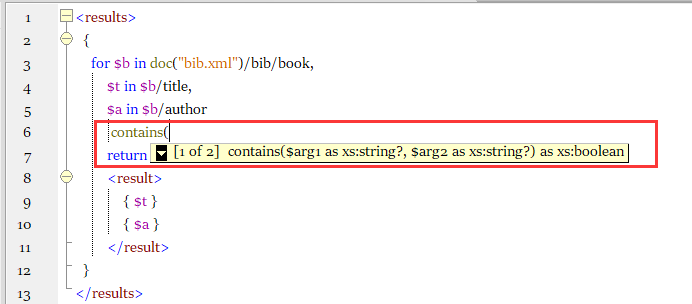 1 <results>
2 {
3 for $b in doc("bib.xml")/bib/book,
4 $t in $b/title,
5 $a in $b/author
6 contains(
7 return [1 of 2] contains($arg1 as xs:string?, $arg2 as xs:string?) as xs:boolean
8 <result>
9 { $t }
10 { $a }
11 </result>
12 }
13 </results>